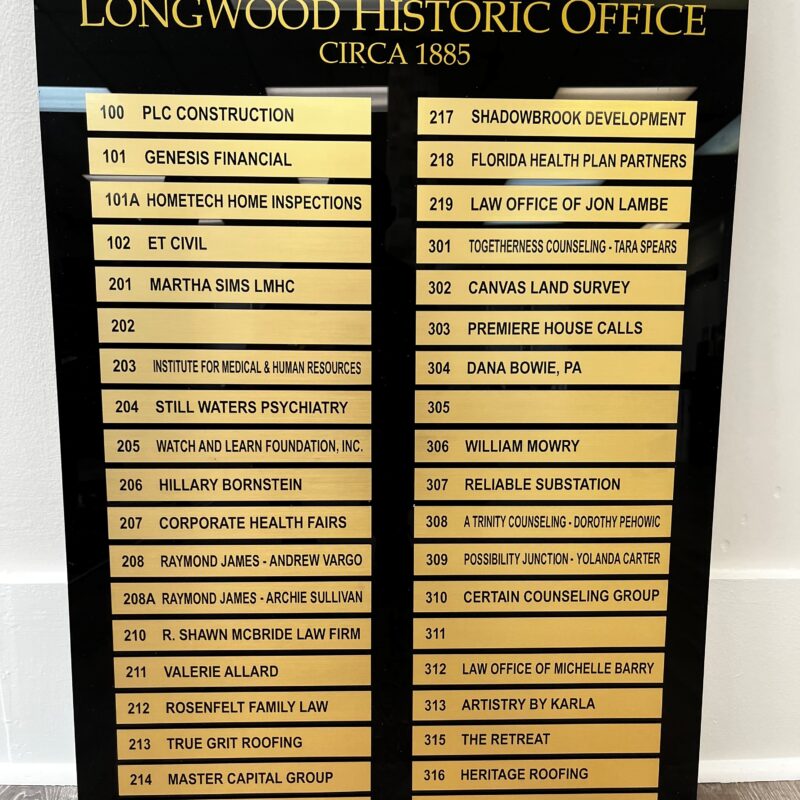 LONGWOOD HISTORIC OFFICE
CIRCA 1885
100 PLC CONSTRUCTION
101 GENESIS FINANCIAL
101A HOMETECH HOME INSPECTIONS
102 ET CIVIL
201 MARTHA SIMS LMHC
202
203 INSTITUTE FOR MEDICAL & HUMAN RESOURCES
204 STILL WATERS PSYCHIATRY
205 WATCH AND LEARN FOUNDATION, INC.
206 HILLARY BORNSTEIN
207 CORPORATE HEALTH FAIRS
208 RAYMOND JAMES - ANDREW VARGO
208A RAYMOND JAMES - ARCHIE SULLIVAN
210 R. SHAWN MCBRIDE LAW FIRM
211 VALERIE ALLARD
212 ROSENFELT FAMILY LAW
213 TRUE GRIT ROOFING
214 MASTER CAPITAL GROUP
217 SHADOWBROOK DEVELOPMENT
218 FLORIDA HEALTH PLAN PARTNERS
219 LAW OFFICE OF JON LAMBE
301 TOGETHERNESS COUNSELING - TARA SPEARS
302 CANVAS LAND SURVEY
303 PREMIERE HOUSE CALLS
304 DANA BOWIE, PA
305
306 WILLIAM MOWRY
307 RELIABLE SUBSTATION
308 A TRINITY COUNSELING - DOROTHY PEHOWIC
309 POSSIBILITY JUNCTION - YOLANDA CARTER
310 CERTAIN COUNSELING GROUP
311
312 LAW OFFICE OF MICHELLE BARRY
313 ARTISTRY BY KARLA
315 THE RETREAT
316 HERITAGE ROOFING